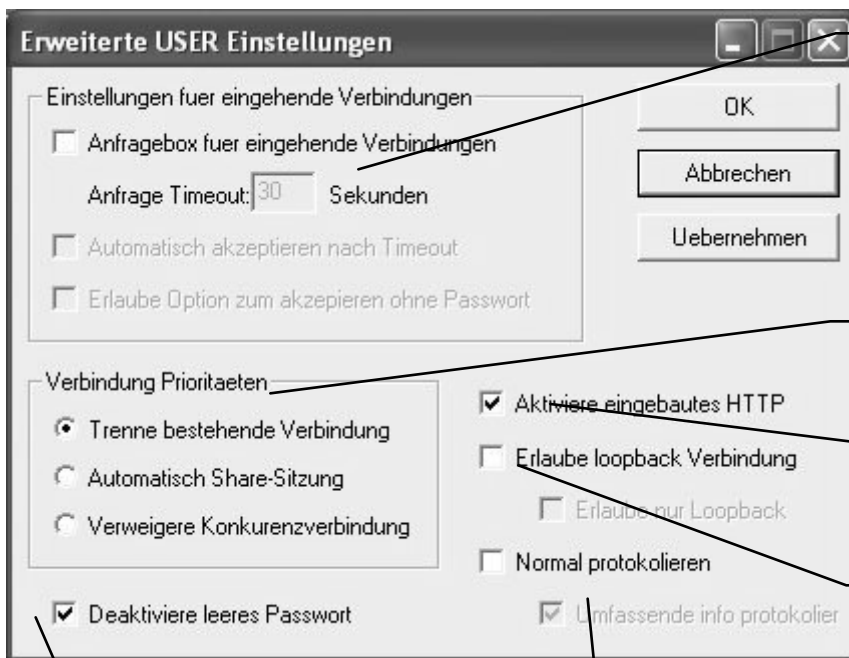 Erweiterte USER Einstellungen
Einstellungen fuer eingehende Verbindungen
Anfragebox fuer eingehende Verbindungen
Anfrage Timeout: 30 Sekunden
Automatisch akzeptieren nach Timeout
Erlaube Option zum akzepieren ohne Passwort
OK
Abbrechen
Uebernehmen
Verbindung Prioritaeten
Trenne bestehende Verbindung
Automatisch Share-Sitzung
Verweigere Konkurenzverbindung
Aktiviere eingebautes HTTP
Erlaube loopback Verbindung
Erlaube nur Loopback
Normal protokolieren
Umfassende info protokolier
Deaktiviere leeres Passwort